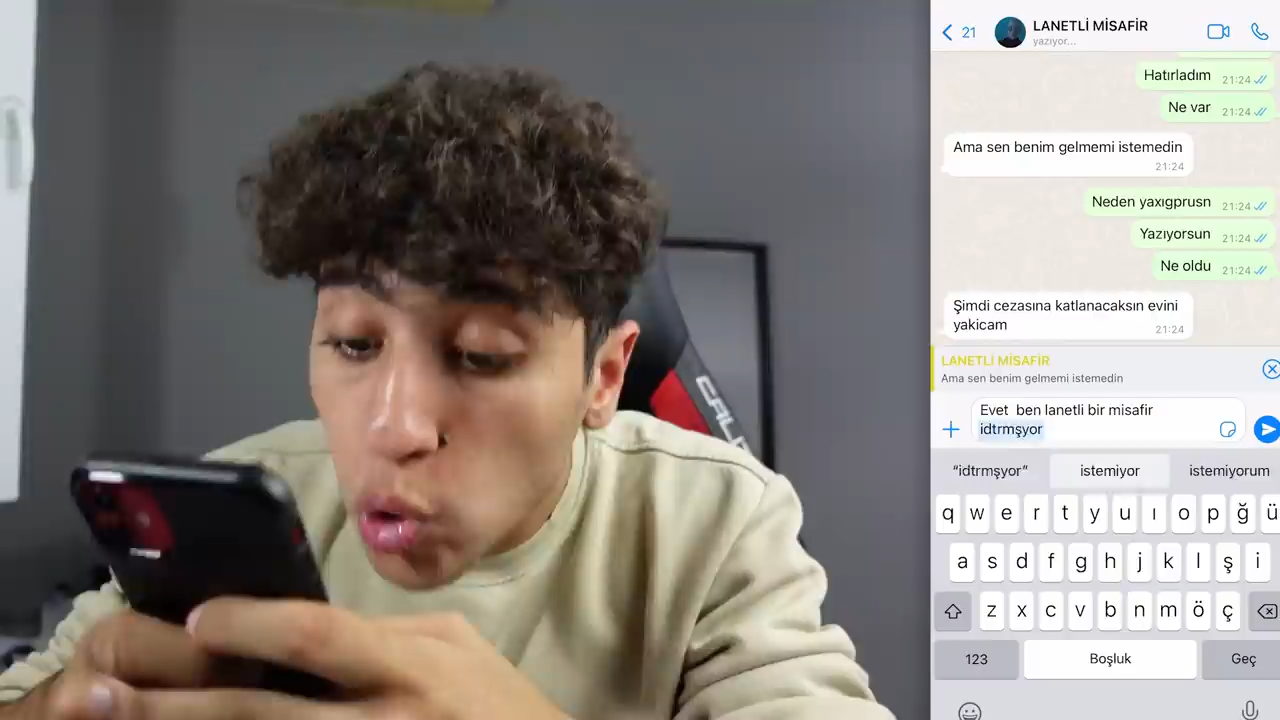 21
LANETLİ MİSAFİR
yazıyor...
Hatırladım
21:24
Ne var
21:24
Ama sen benim gelmemi istemedin
21:24
Neden yaxıgprusn
21:24
Yazıyorsun
21:24
Ne oldu
21:24
Şimdi cezasına katlanacaksın evini
yakicam
21:24
LANETLİ MİSAFİR
Ama sen benim gelmemi istemedin
Evet  ben lanetli bir misafir
idtrmşyor
“idtrmşyor” istemiyor istemiyorum
q w e r t y u ı o p ğ ü
a s d f g h j k l ş i
z x c v b n m ö ç
123 Boşluk Geç